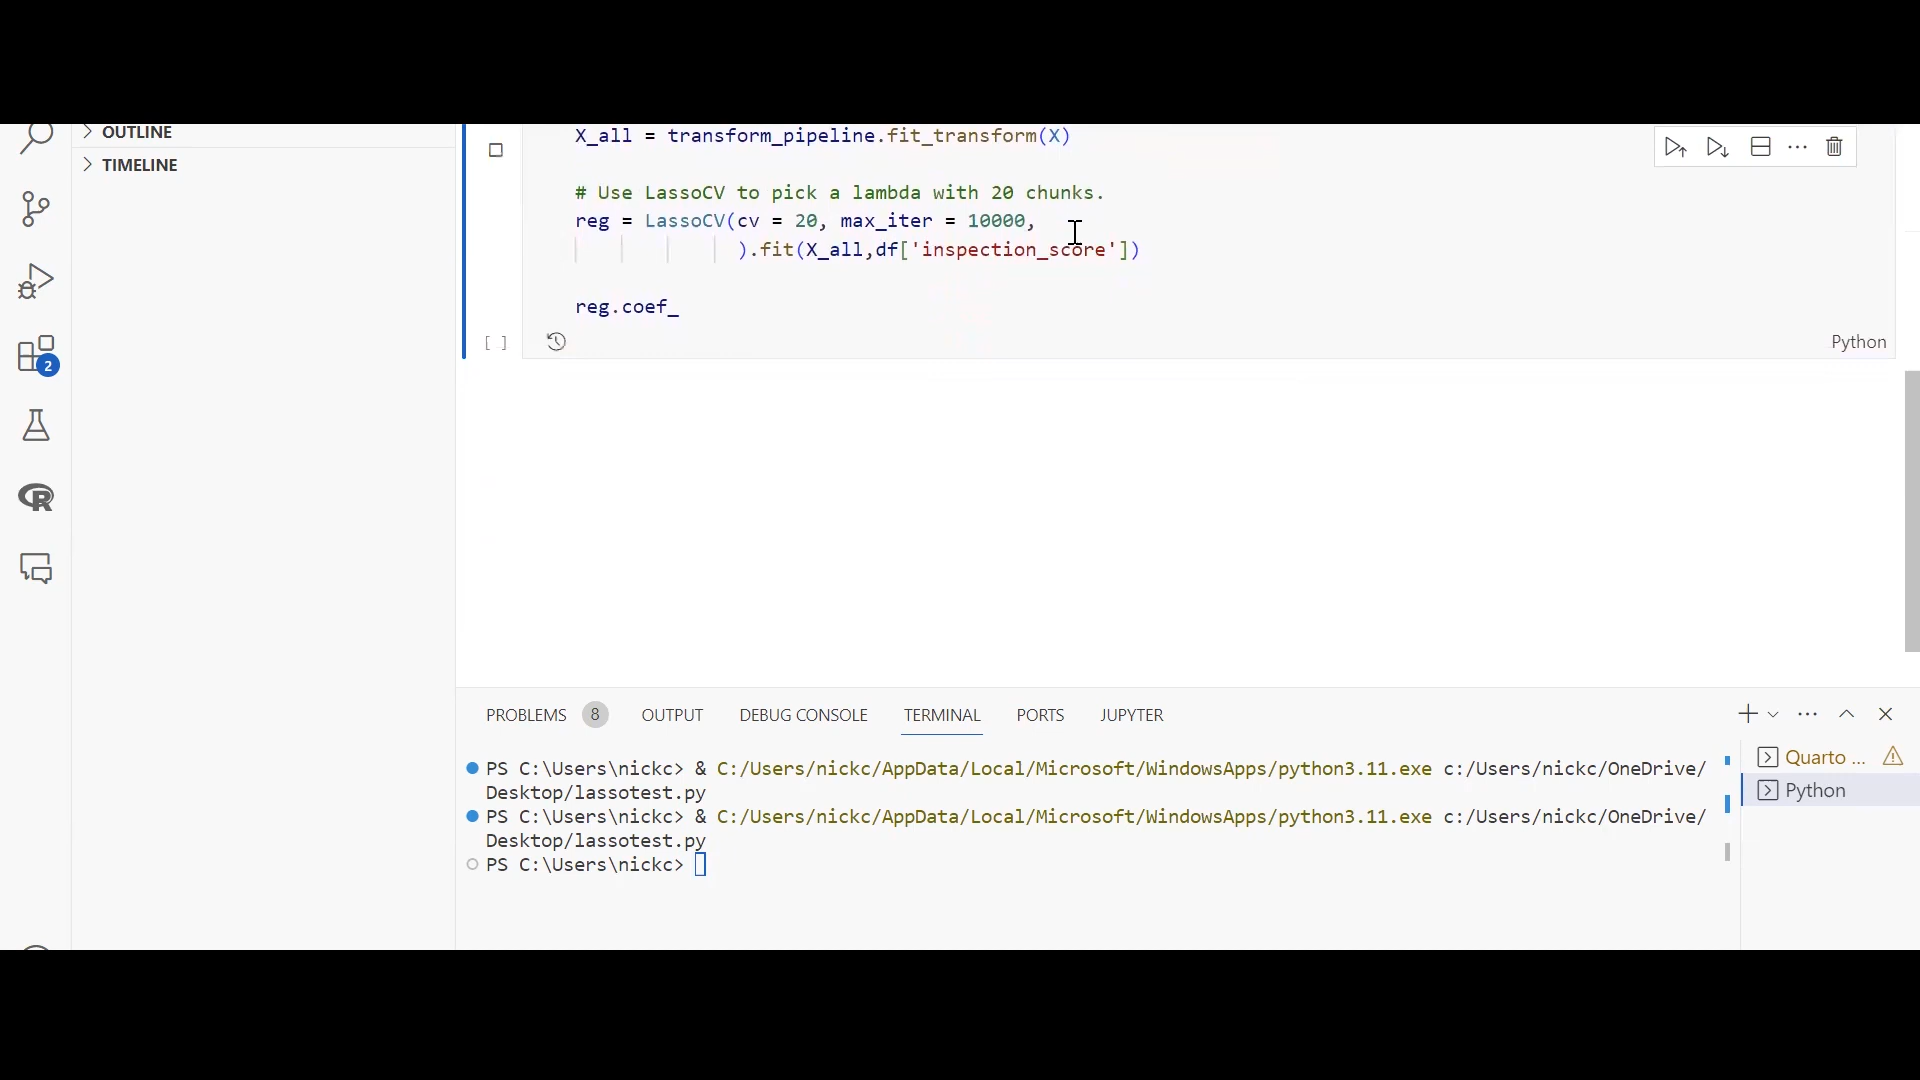 OUTLINE
TIMELINE
2
X_all = transform_pipeline.fit_transform(X)
# Use LassoCV to pick a lambda with 20 chunks.
reg = LassoCV(cv = 20, max_iter = 10000,
).fit(X_all,df['inspection_score'])
reg.coef_
[ ]
Python
PROBLEMS 8 OUTPUT DEBUG CONSOLE TERMINAL PORTS JUPYTER
PS C:\Users\nickc> & C:/Users/nickc/AppData/Local/Microsoft/WindowsApps/python3.11.exe c:/Users/nickc/OneDrive/
Desktop/lassotest.py
PS C:\Users\nickc> & C:/Users/nickc/AppData/Local/Microsoft/WindowsApps/python3.11.exe c:/Users/nickc/OneDrive/
Desktop/lassotest.py
PS C:\Users\nickc>
Quarto ...
Python